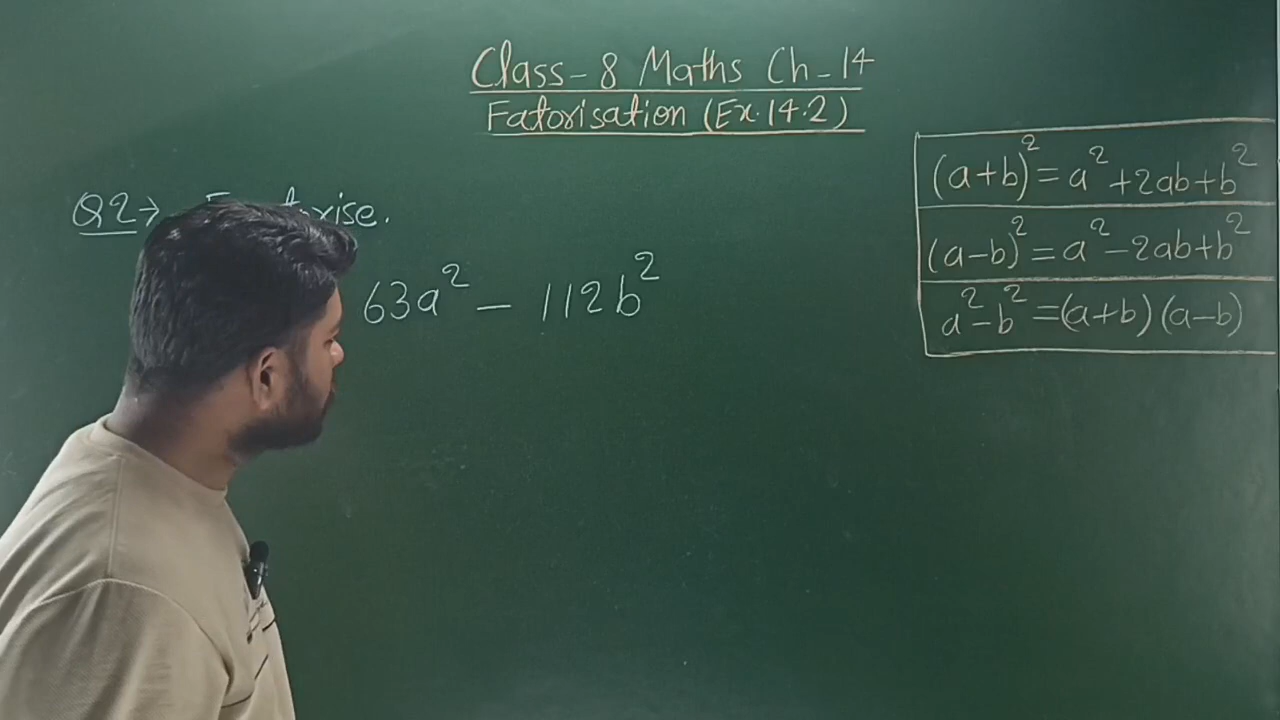 Class-8 Maths Ch-14
Fatorisation (Ex.14.2)
Q2→
63a² - 112b²
(a+b)² = a² + 2ab + b²
(a-b)² = a² - 2ab + b²
a² - b² = (a+b) (a-b)